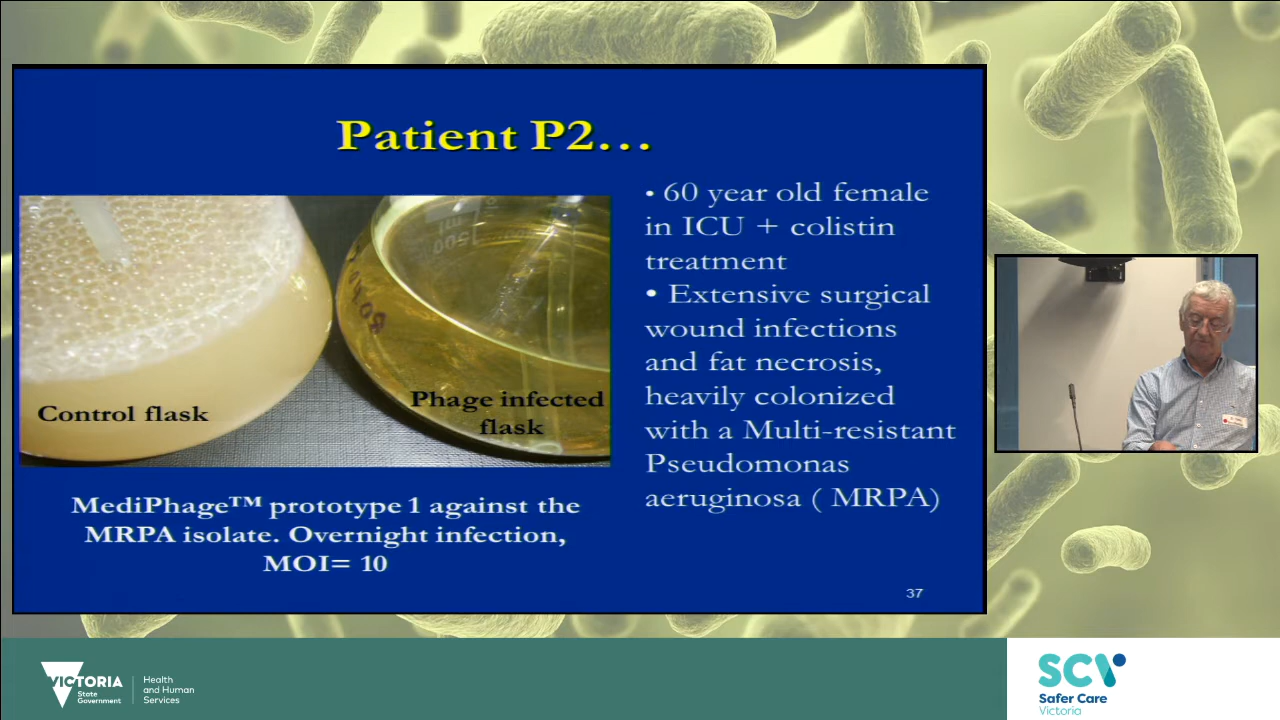 Patient P2...
• 60 year old female
in ICU + colistin
treatment
• Extensive surgical
wound infections
and fat necrosis,
heavily colonized
with a Multi-resistant
Pseudomonas
aeruginosa ( MRPA)
Control flask
Phage infected
flask
MediPhage™ prototype 1 against the
MRPA isolate. Overnight infection,
MOI= 10
37
VICTORIA
State
Government
Health
and Human
Services
SCV
Safer Care
Victoria